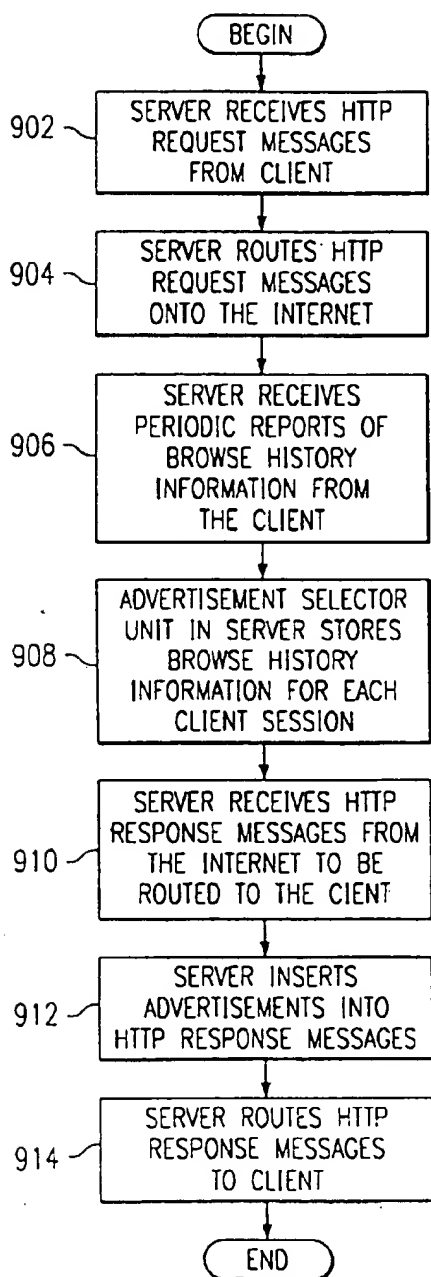 BEGIN
902
SERVER RECEIVES HTTP
REQUEST MESSAGES
FROM CLIENT
904
SERVER ROUTES HTTP
REQUEST MESSAGES
ONTO THE INTERNET
906
SERVER RECEIVES
PERIODIC REPORTS OF
BROWSE HISTORY
INFORMATION FROM
THE CLIENT
908
ADVERTISEMENT SELECTOR
UNIT IN SERVER STORES
BROWSE HISTORY
INFORMATION FOR EACH
CLIENT SESSION
910
SERVER RECEIVES HTTP
RESPONSE MESSAGES FROM
THE INTERNET TO BE
ROUTED TO THE CIENT
912
SERVER INSERTS
ADVERTISEMENTS INTO
HTTP RESPONSE MESSAGES
914
SERVER ROUTES HTTP
RESPONSE MESSAGES
TO CLIENT
END